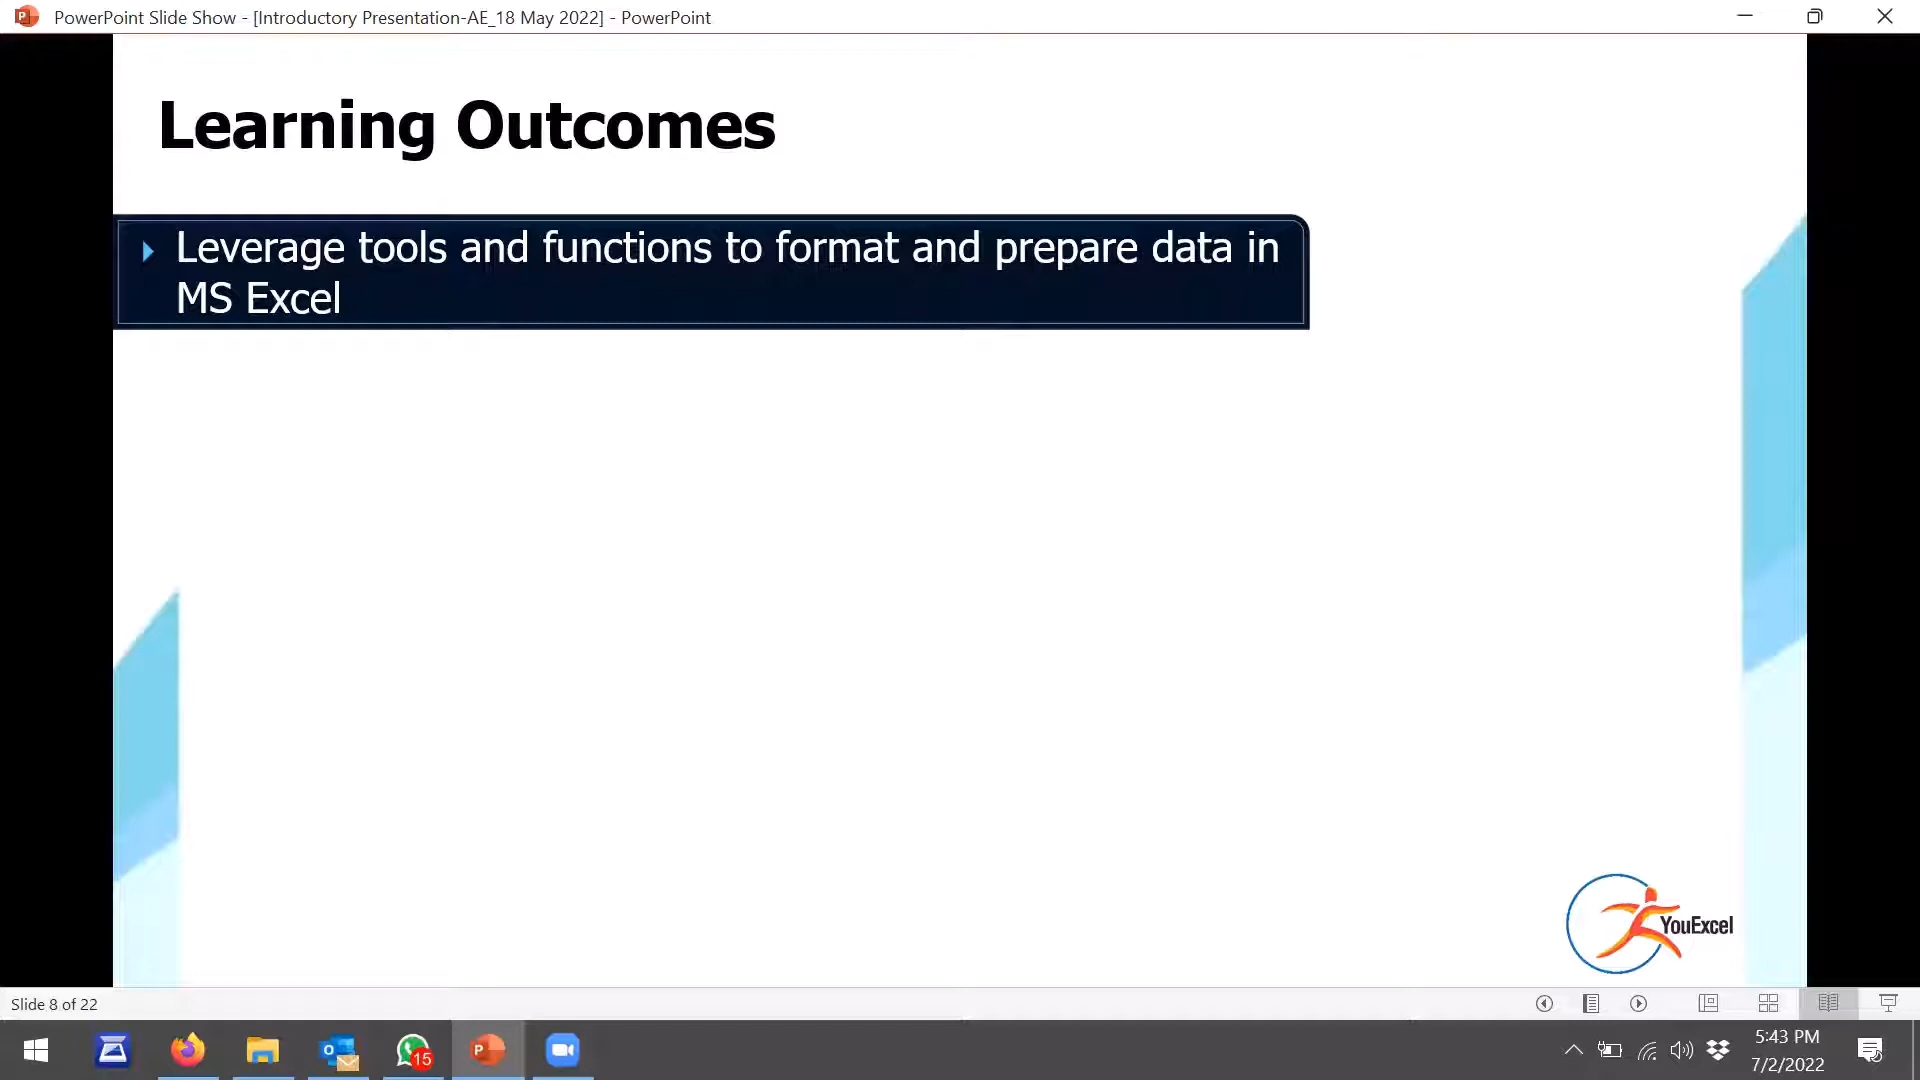 PowerPoint Slide Show - [Introductory Presentation-AE_18 May 2022] - PowerPoint
Learning Outcomes
Leverage tools and functions to format and prepare data in
MS Excel
YouExcel
Slide 8 of 22
15
5:43 PM
7/2/2022